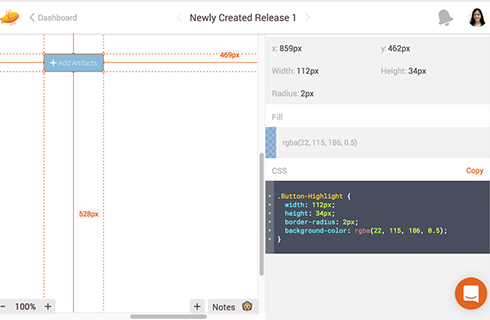 Dashboard
Newly Created Release 1
469px
+ Add Artifacts
528px
− 100% +
+ Notes
x: 859px y: 462px
Width: 112px Height: 34px
Radius: 2px
Fill
rgba(22, 115, 186, 0.5)
CSS Copy
.Button-Highlight {
width: 112px;
height: 34px;
border-radius: 2px;
background-color: rgba(22, 115, 186, 0.5);
}